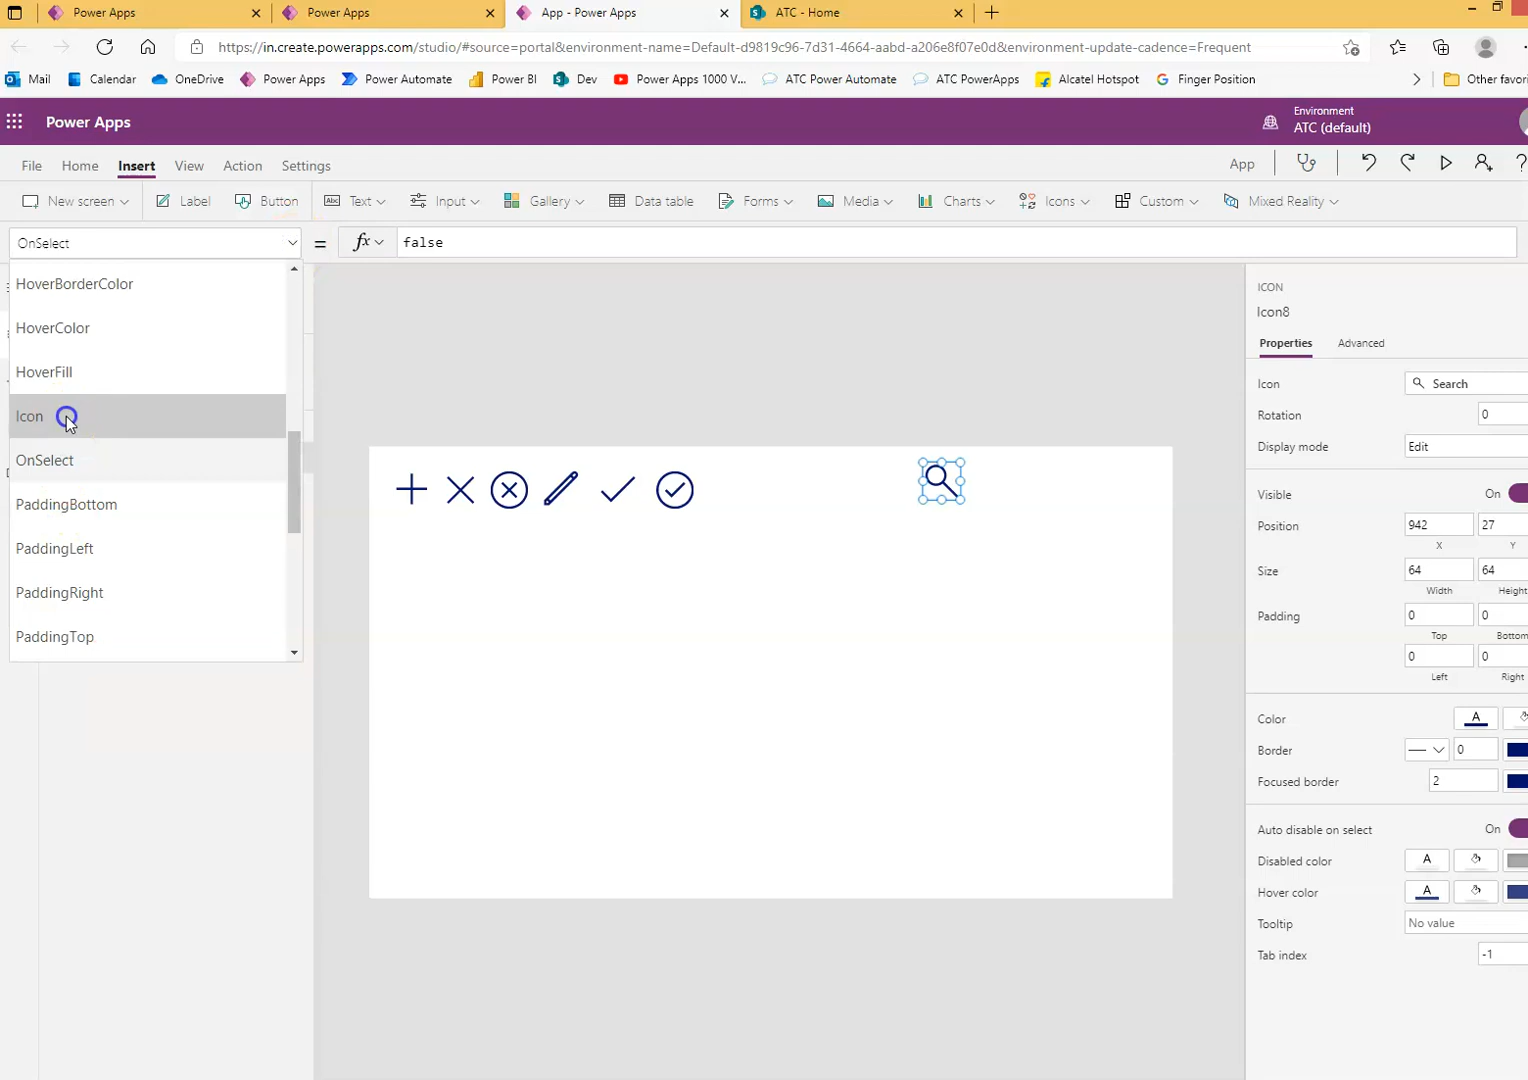 Power Apps
Power Apps
App - Power Apps
ATC - Home
https://in.create.powerapps.com/studio/#source=portal&environment-name=Default-d9819c96-7d31-4664-aabd-a206e8f07e0d&environment-update-cadence=Frequent
Mail
Calendar
OneDrive
Power Apps
Power Automate
Power BI
Dev
Power Apps 1000 V...
ATC Power Automate
ATC PowerApps
Alcatel Hotspot
Finger Position
Other favori
Power Apps
Environment
ATC (default)
File
Home
Insert
View
Action
Settings
App
?
New screen
Label
Button
Abc Text
Input
Gallery
Data table
Forms
Media
Charts
Icons
Custom
Mixed Reality
OnSelect
=
fx
false
HoverBorderColor
HoverColor
HoverFill
Icon
OnSelect
PaddingBottom
PaddingLeft
PaddingRight
PaddingTop
ICON
Icon8
Properties
Advanced
Icon
Search
Rotation
0
Display mode
Edit
Visible
On
Position
942
27
X
Y
Size
64
64
Width
Height
Padding
0
0
Top
Bottom
0
0
Left
Right
Color
A
Border
0
Focused border
2
Auto disable on select
On
Disabled color
A
Hover color
A
Tooltip
No value
Tab index
-1